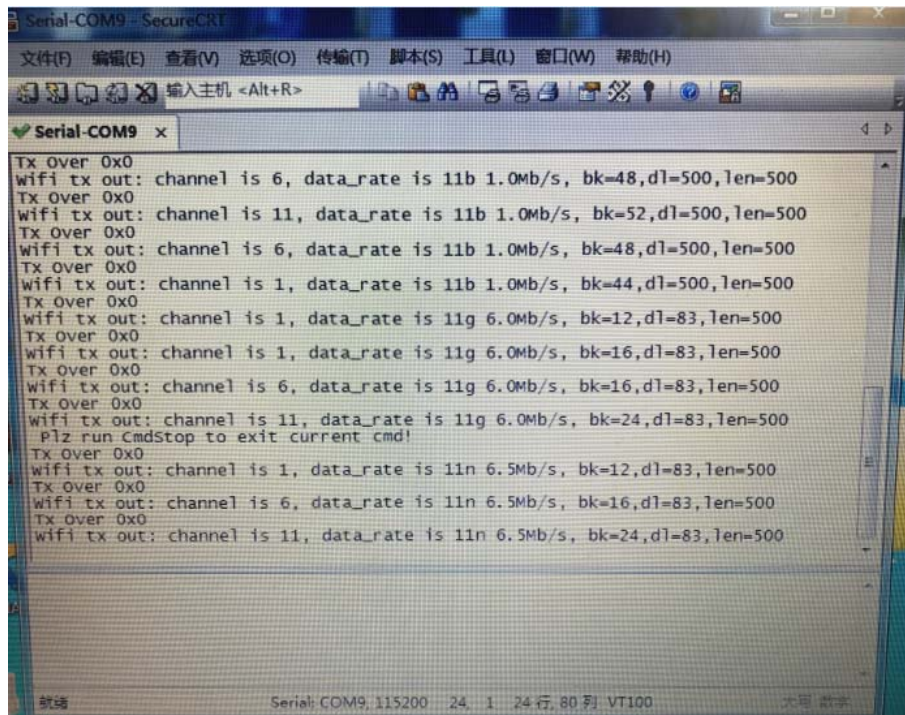 Serial-COM9 - SecureCRT
文件(F) 编辑(E) 查看(V) 选项(O) 传输(T) 脚本(S) 工具(L) 窗口(W) 帮助(H)
输入主机 <Alt+R>
Serial-COM9 x
Tx Over 0x0
wifi tx out: channel is 6, data_rate is 11b 1.0Mb/s, bk=48,dl=500,len=500
Tx Over 0x0
wifi tx out: channel is 11, data_rate is 11b 1.0Mb/s, bk=52,dl=500,len=500
Tx Over 0x0
wifi tx out: channel is 6, data_rate is 11b 1.0Mb/s, bk=48,dl=500,len=500
Tx Over 0x0
wifi tx out: channel is 1, data_rate is 11b 1.0Mb/s, bk=44,dl=500,len=500
Tx Over 0x0
wifi tx out: channel is 1, data_rate is 11g 6.0Mb/s, bk=12,dl=83,len=500
Tx Over 0x0
wifi tx out: channel is 1, data_rate is 11g 6.0Mb/s, bk=16,dl=83,len=500
Tx Over 0x0
wifi tx out: channel is 6, data_rate is 11g 6.0Mb/s, bk=16,dl=83,len=500
Tx Over 0x0
wifi tx out: channel is 11, data_rate is 11g 6.0Mb/s, bk=24,dl=83,len=500
Plz run CmdStop to exit current cmd!
Tx Over 0x0
wifi tx out: channel is 1, data_rate is 11n 6.5Mb/s, bk=12,dl=83,len=500
Tx Over 0x0
wifi tx out: channel is 6, data_rate is 11n 6.5Mb/s, bk=16,dl=83,len=500
Tx Over 0x0
wifi tx out: channel is 11, data_rate is 11n 6.5Mb/s, bk=24,dl=83,len=500
就绪 Serial: COM9, 115200 24, 1 24 行, 80 列 VT100 大写 数字